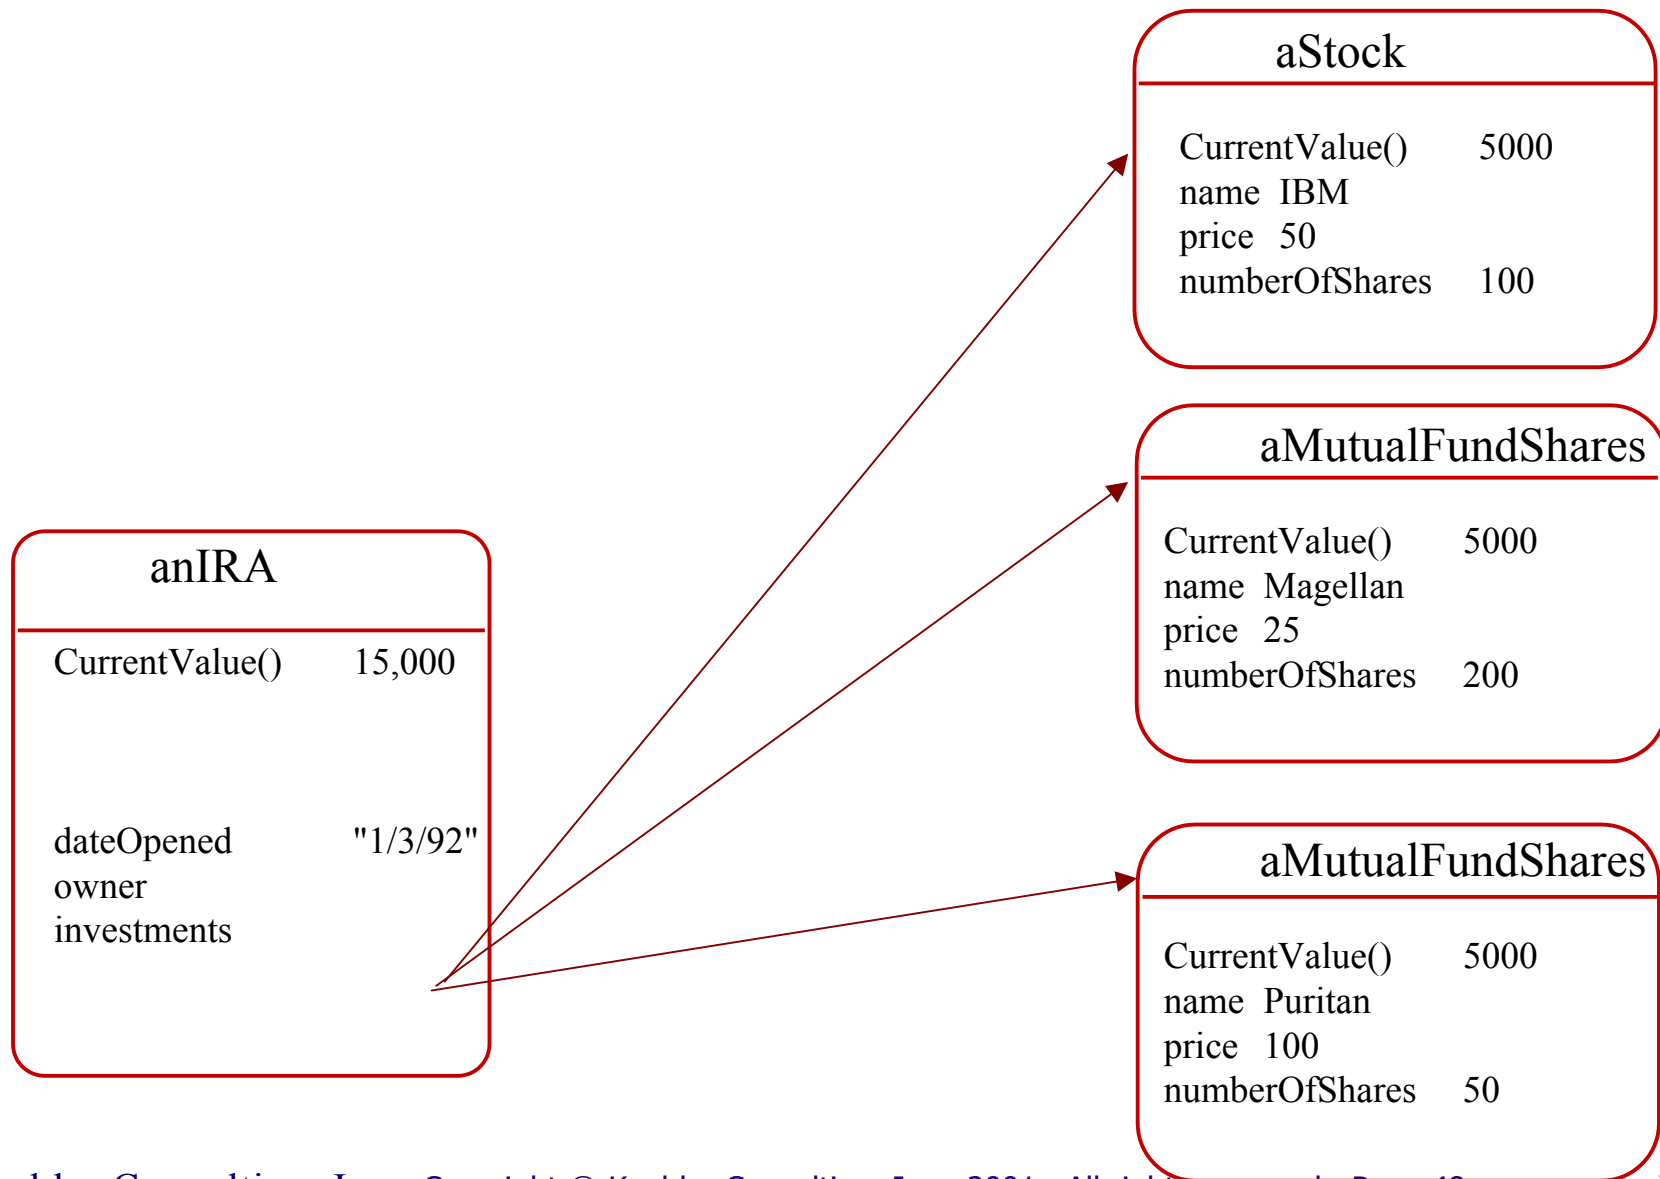 aStock
CurrentValue() 5000
name IBM
price 50
numberOfShares 100
aMutualFundShares
CurrentValue() 5000
name Magellan
price 25
numberOfShares 200
anIRA
CurrentValue() 15,000
dateOpened "1/3/92"
owner
investments
aMutualFundShares
CurrentValue() 5000
name Puritan
price 100
numberOfShares 50